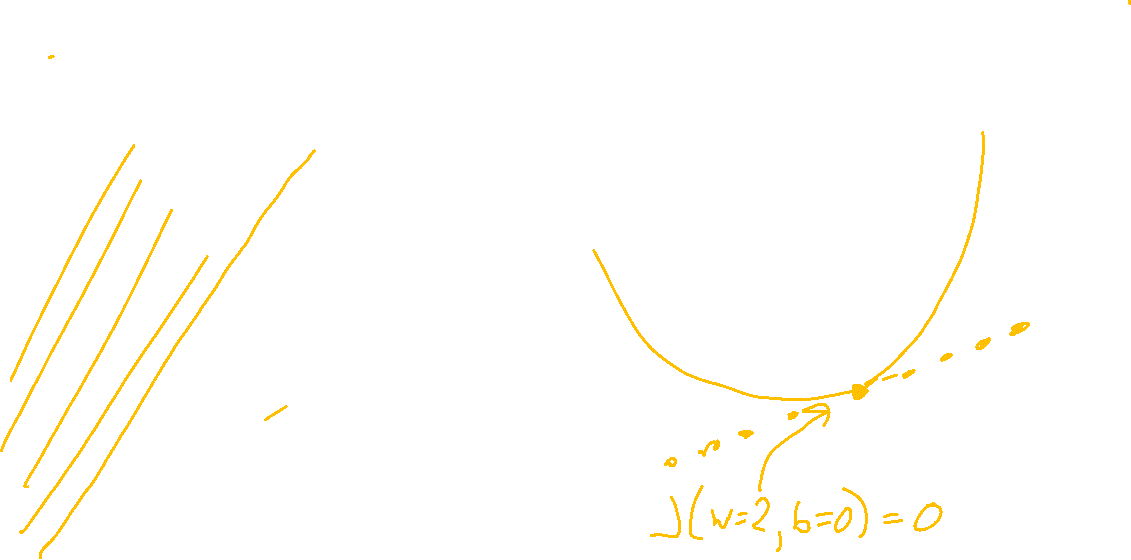 J(w=2, b=0) = 0